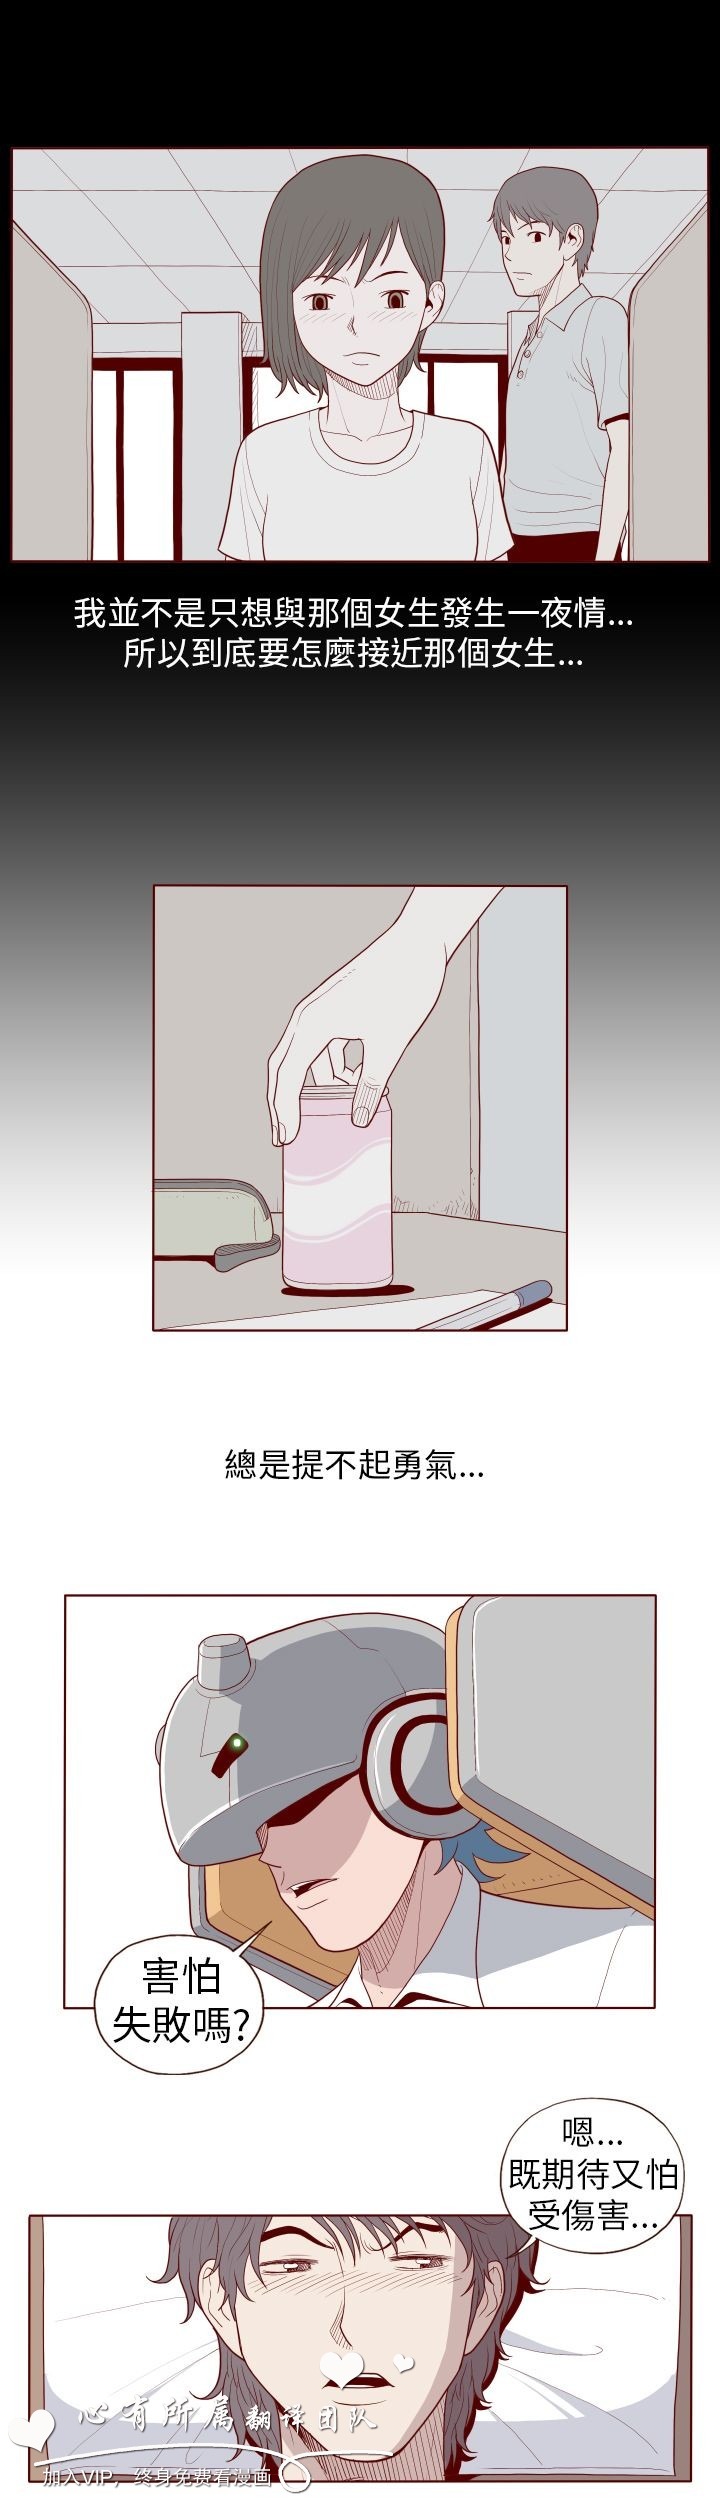 我並不是只想與那個女生發生一夜情...
所以到底要怎麼接近那個女生...
總是提不起勇氣...
害怕
失敗嗎?
嗯...
既期待又怕
受傷害...
心有所属翻译团队
加入VIP，终身免费看漫画